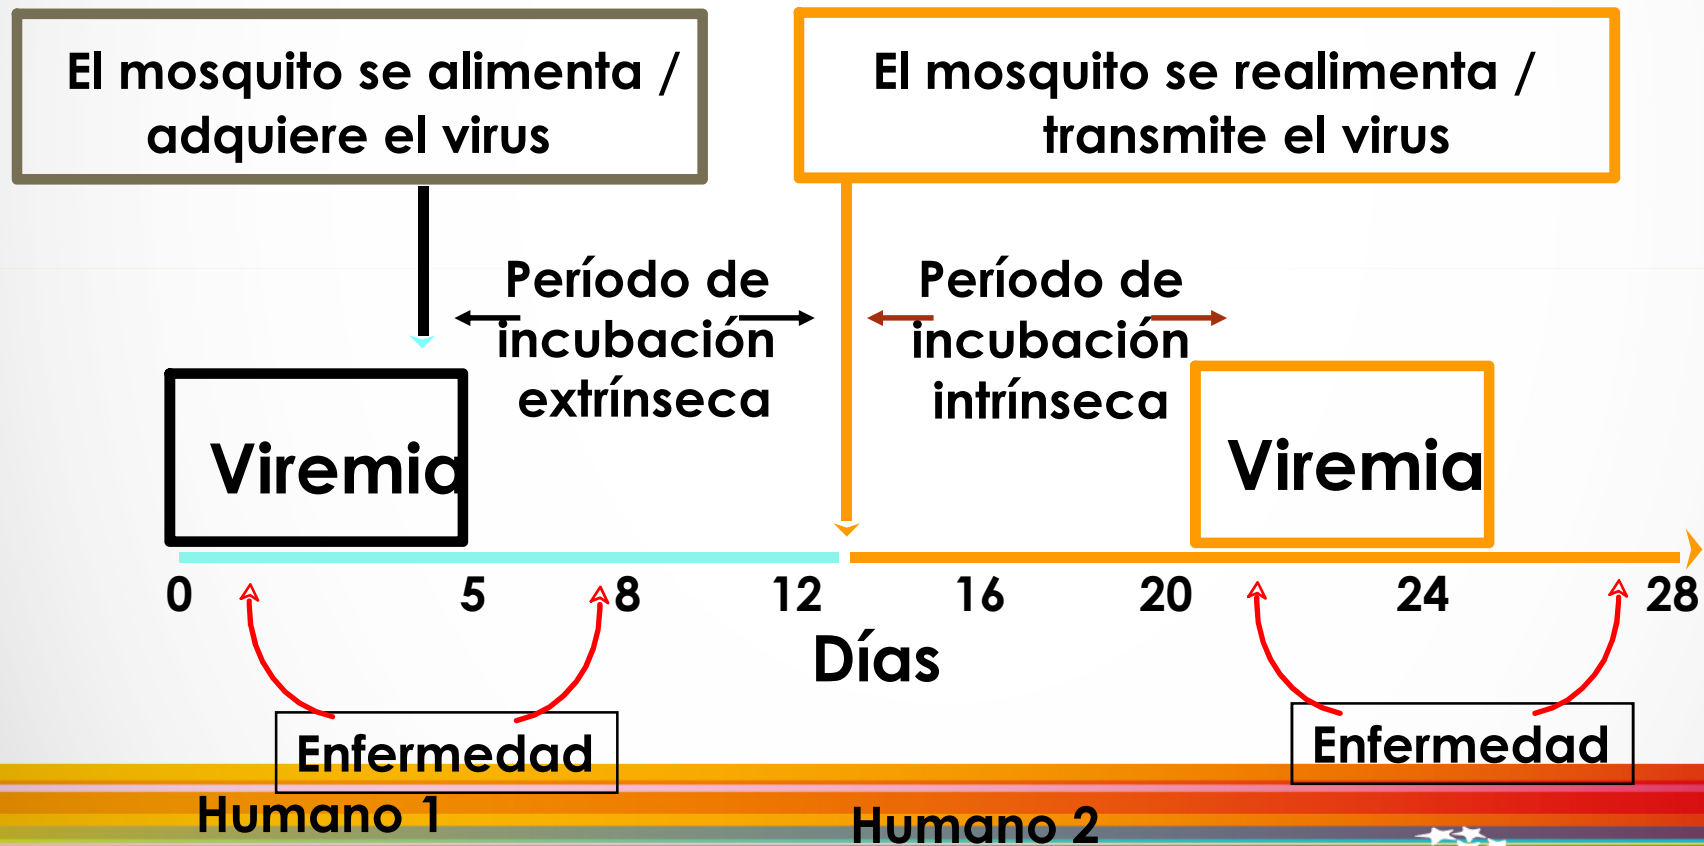 El mosquito se alimenta /
adquiere el virus
El mosquito se realimenta /
transmite el virus
Período de
incubación
extrínseca
Período de
incubación
intrínseca
Viremia
Viremia
0 5 8 12 16 20 24 28
Días
Enfermedad
Enfermedad
Humano 1
Humano 2